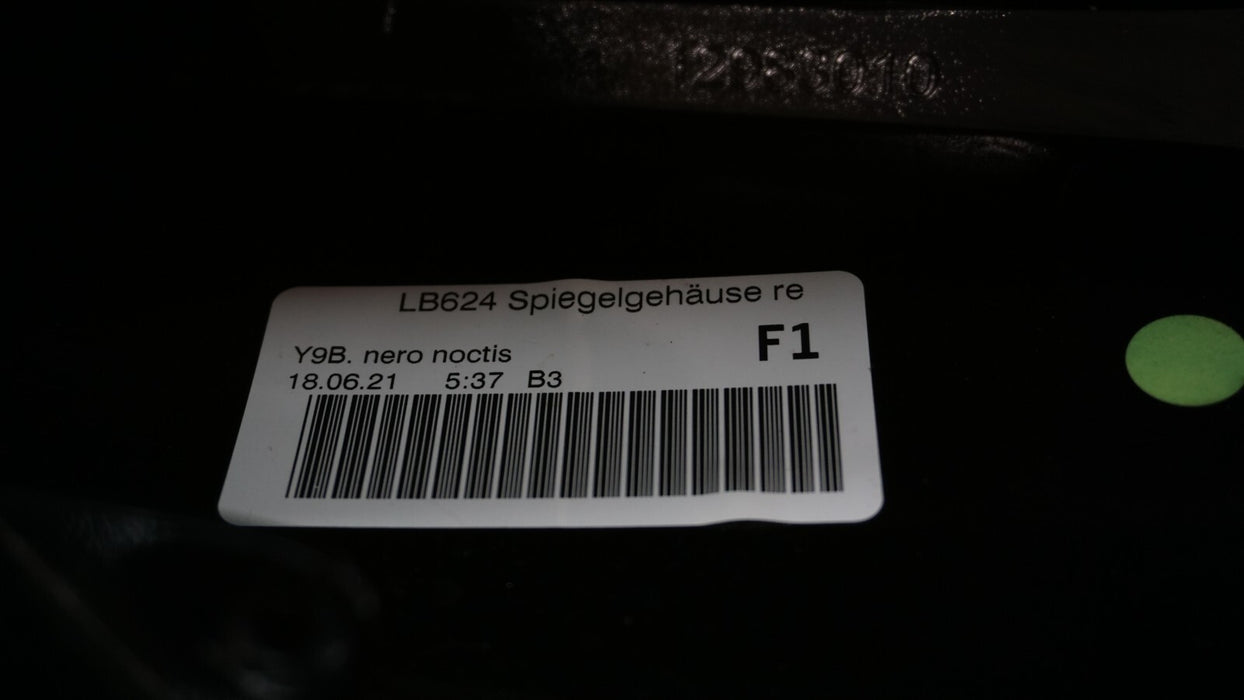 LB624 Spiegelgehäuse re
F1
Y9B. nero noctis
18.06.21 5:37 B3